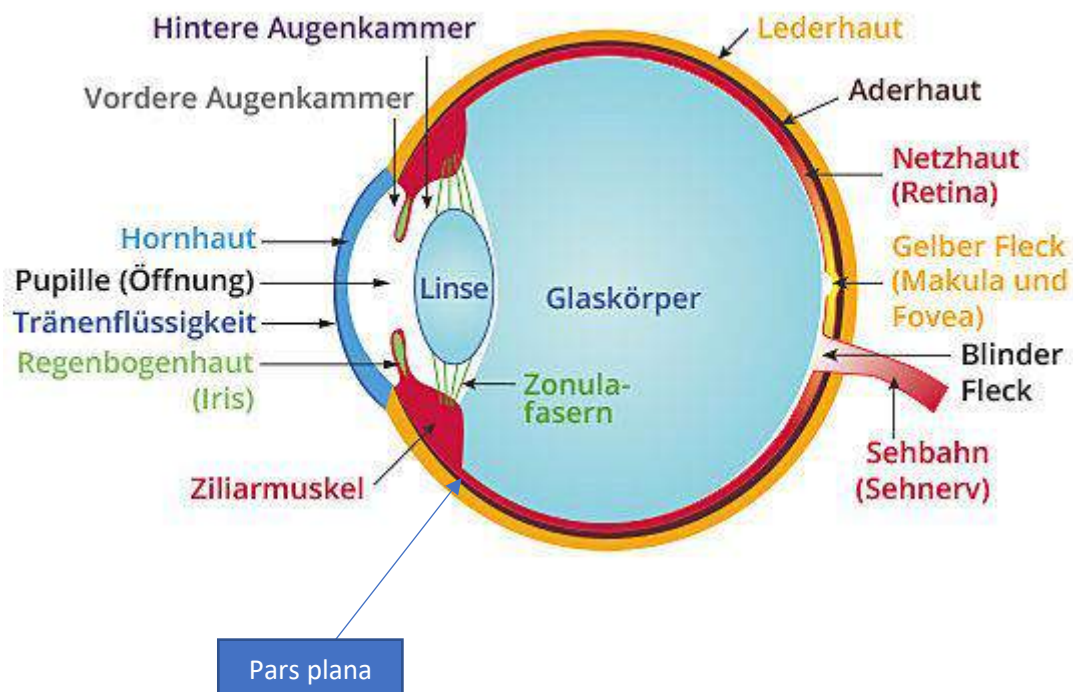 Hintere Augenkammer
Lederhaut
Vordere Augenkammer
Aderhaut
Netzhaut
(Retina)
Hornhaut
Pupille (Öffnung)
Tränenflüssigkeit
Regenbogenhaut
(Iris)
Linse
Glaskörper
Gelber Fleck
(Makula und
Fovea)
Zonula-
fasern
Blinder
Fleck
Ziliarmuskel
Sehbahn
(Sehnerv)
Pars plana